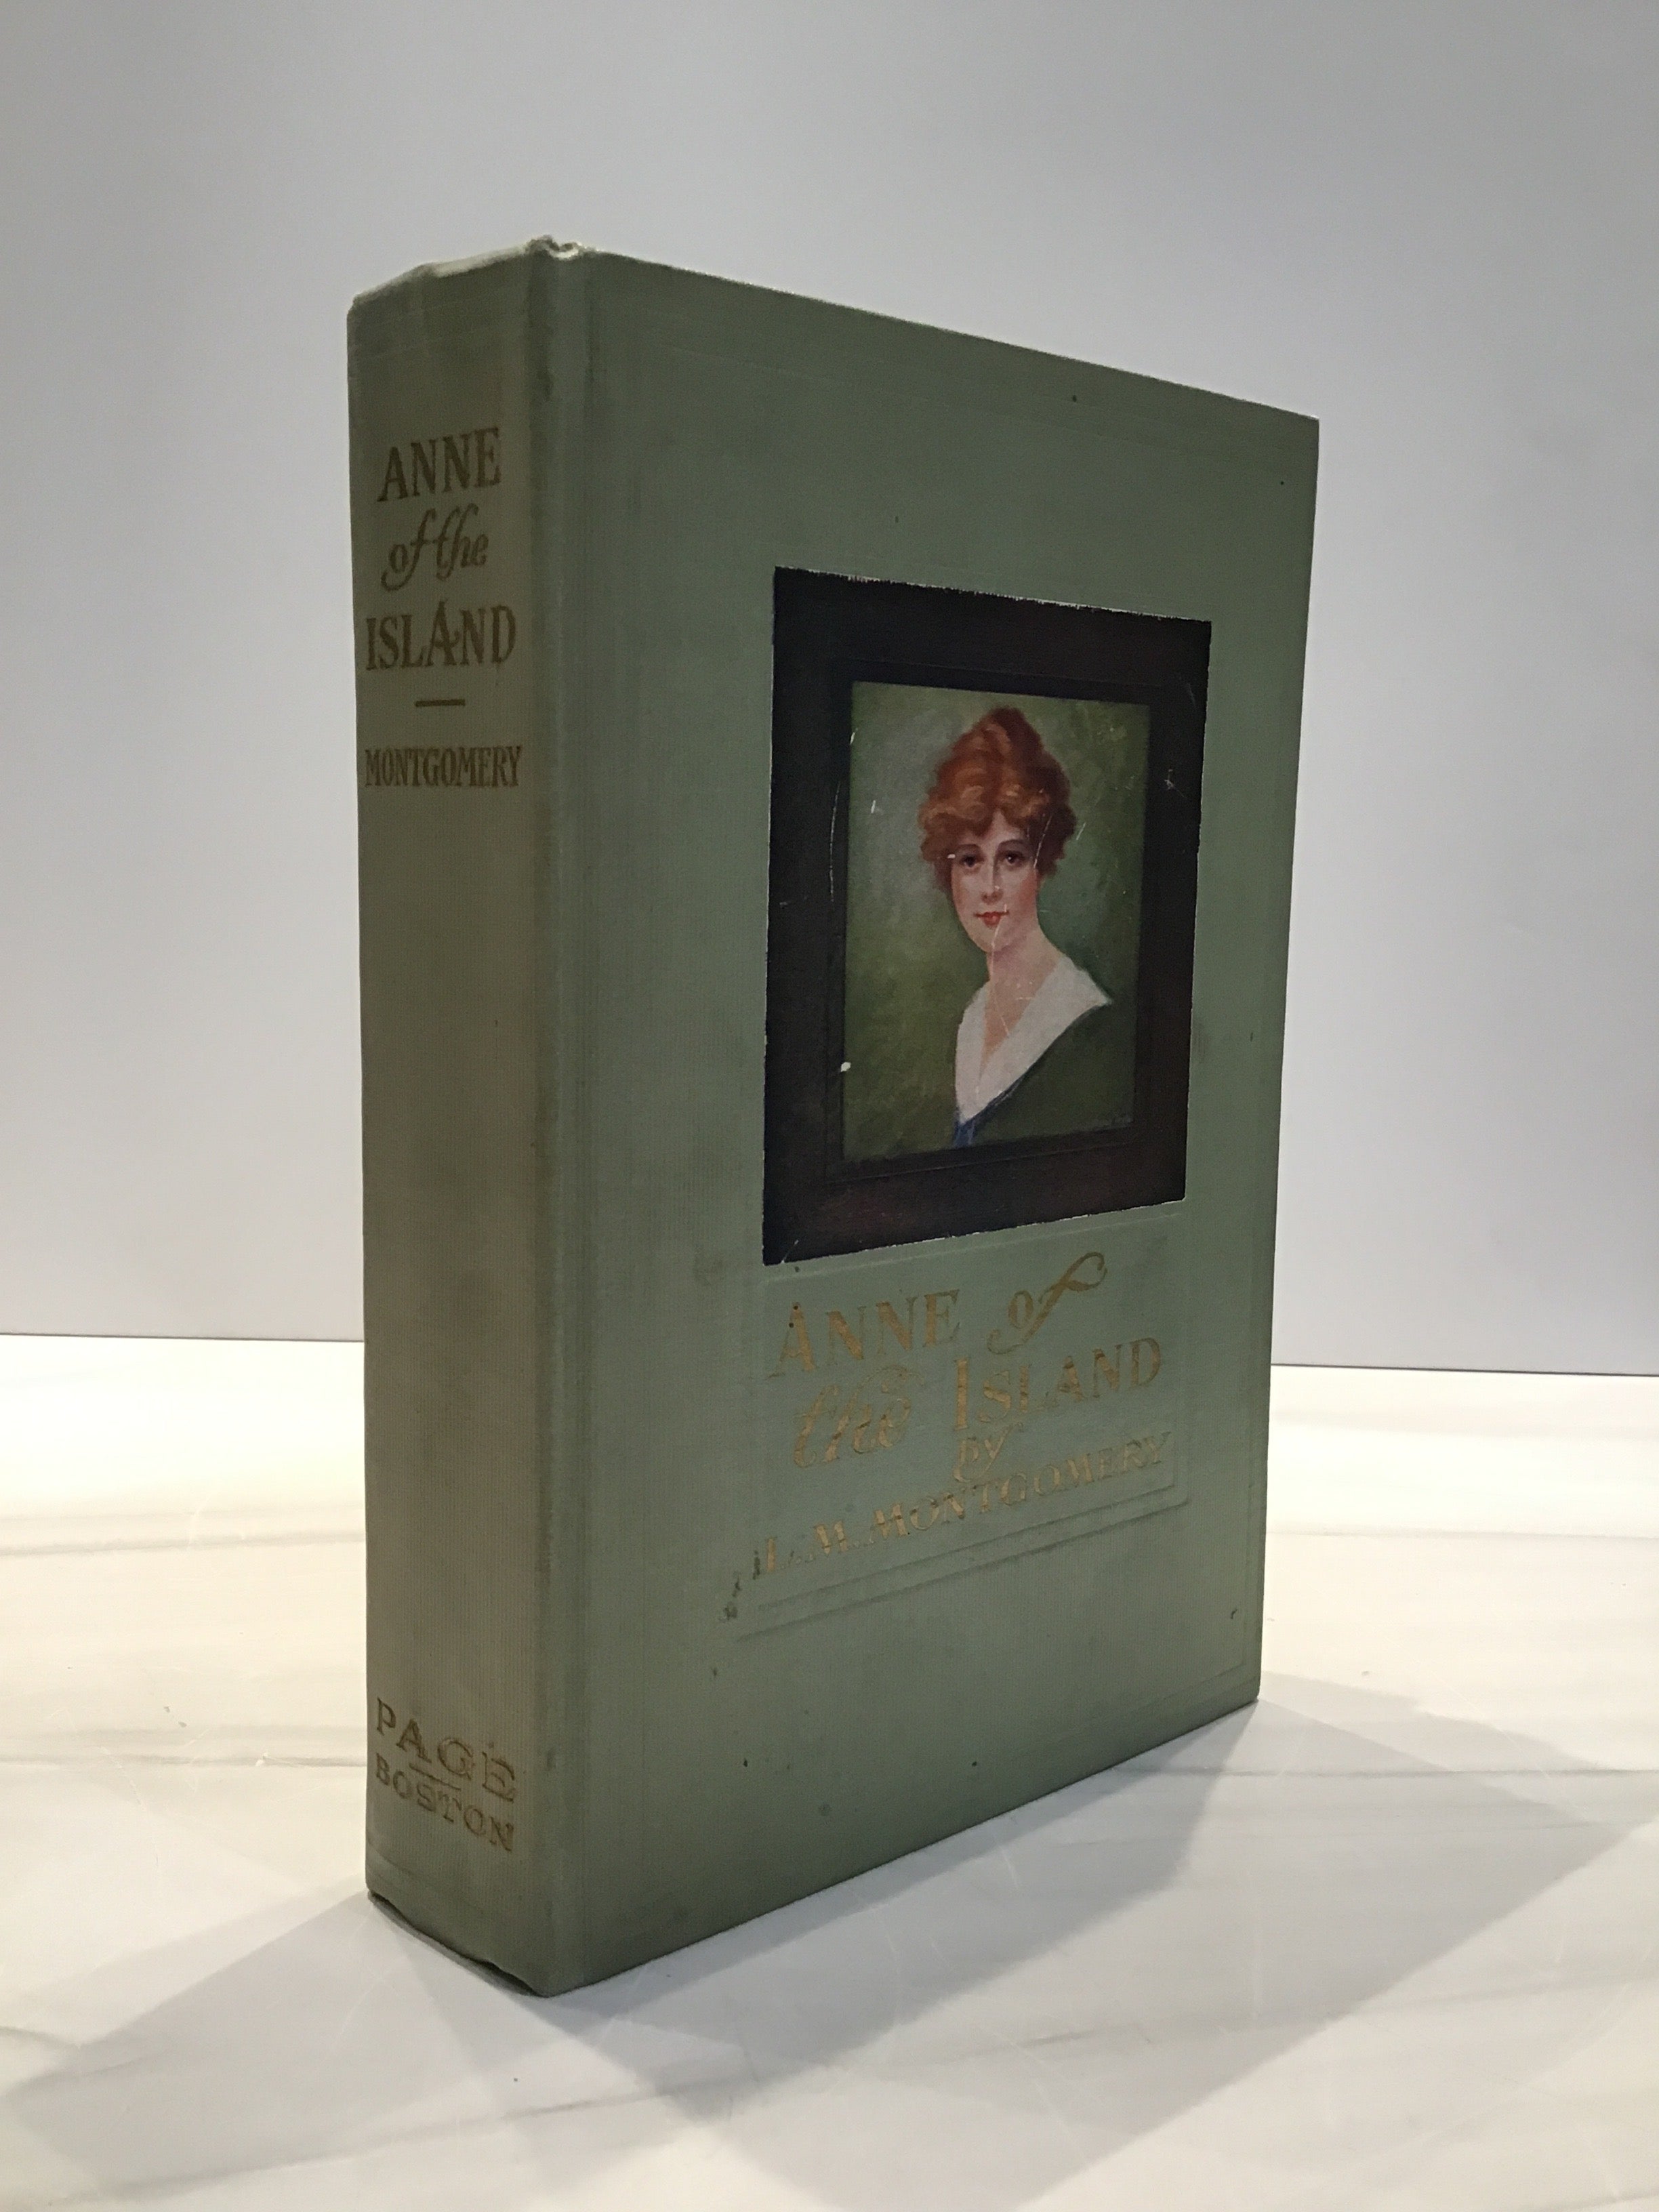 ANNE
of the
ISLAND
MONTGOMERY
PAGE
BOSTON
ANNE of
the ISLAND
by
L.M. MONTGOMERY